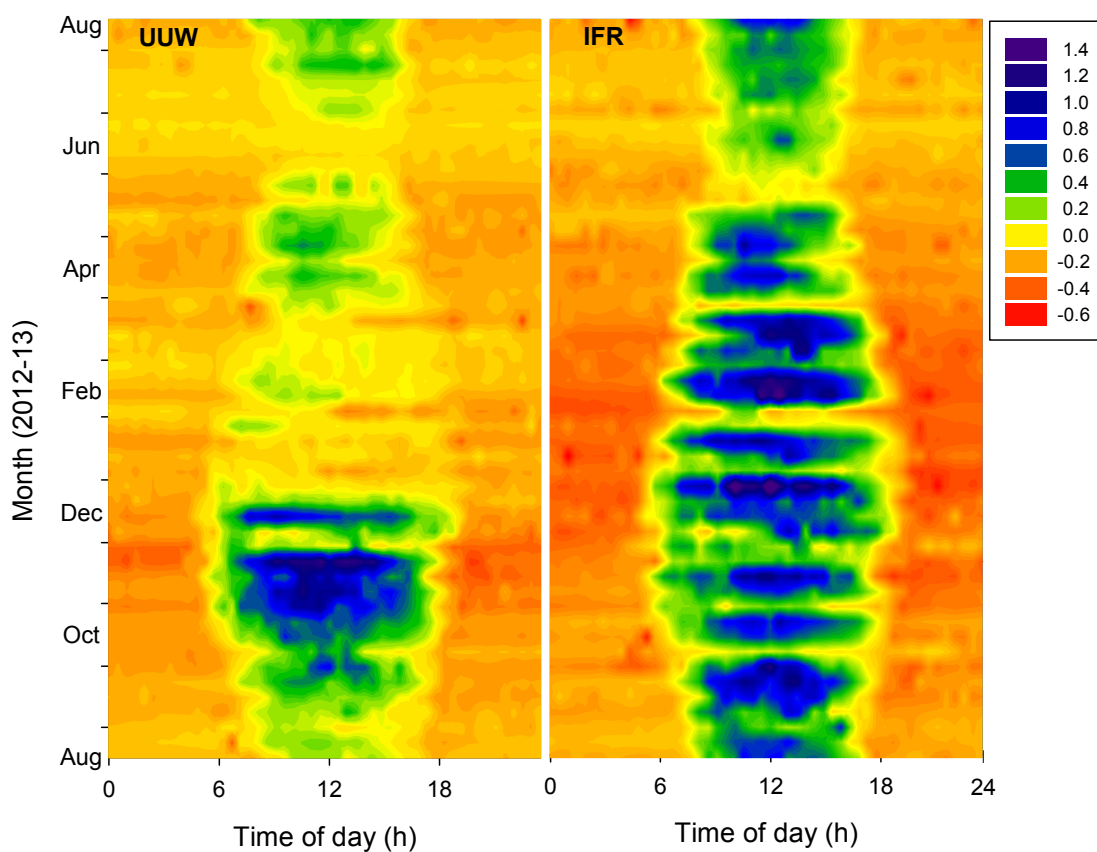 UUW
IFR
Aug
Jun
Apr
Feb
Dec
Oct
Aug
Month (2012-13)
0
6
12
18
0
6
12
18
24
Time of day (h)
Time of day (h)
1.4
1.2
1.0
0.8
0.6
0.4
0.2
0.0
-0.2
-0.4
-0.6